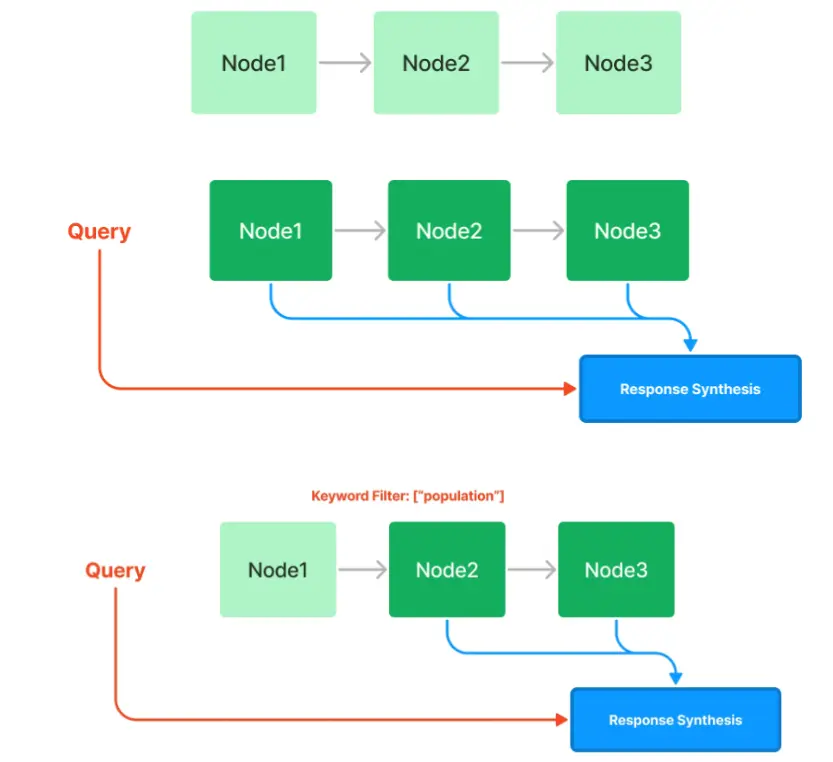 Node1
Node2
Node3
Query
Node1
Node2
Node3
Response Synthesis
Keyword Filter: ["population"]
Query
Node1
Node2
Node3
Response Synthesis